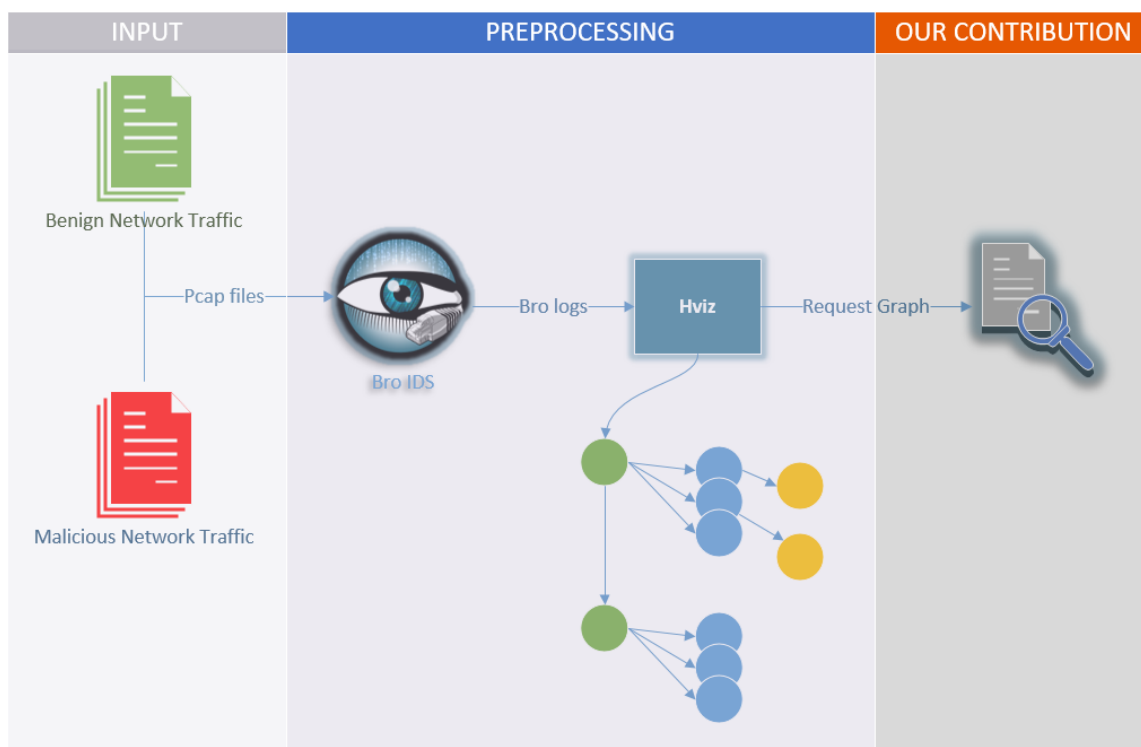 INPUT
PREPROCESSING
OUR CONTRIBUTION
Benign Network Traffic
Pcap files
Bro IDS
Bro logs
Hviz
Request Graph
Malicious Network Traffic